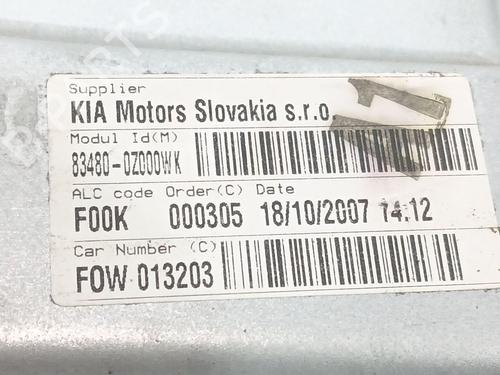 Supplier
KIA Motors Slovakia s.r.o.
Modul Id(M)
83480-0Z000WK
ALC code Order(C) Date
F00K 000305 18/10/2007 14:12
Car Number (C)
FOW 013203